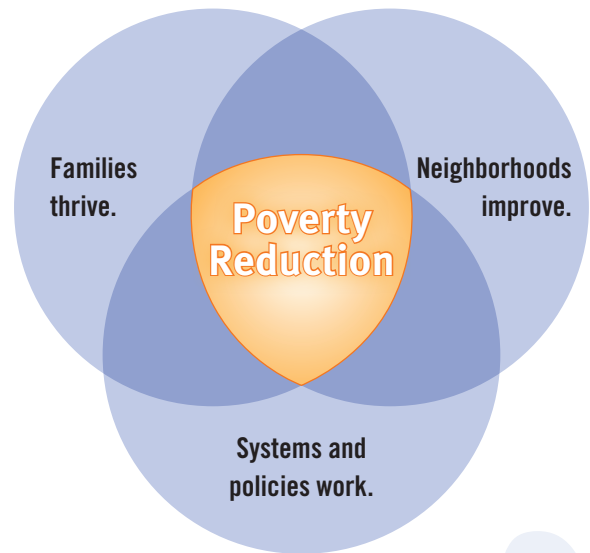 Families
thrive.
Neighborhoods
improve.
Poverty
Reduction
Systems and
policies work.